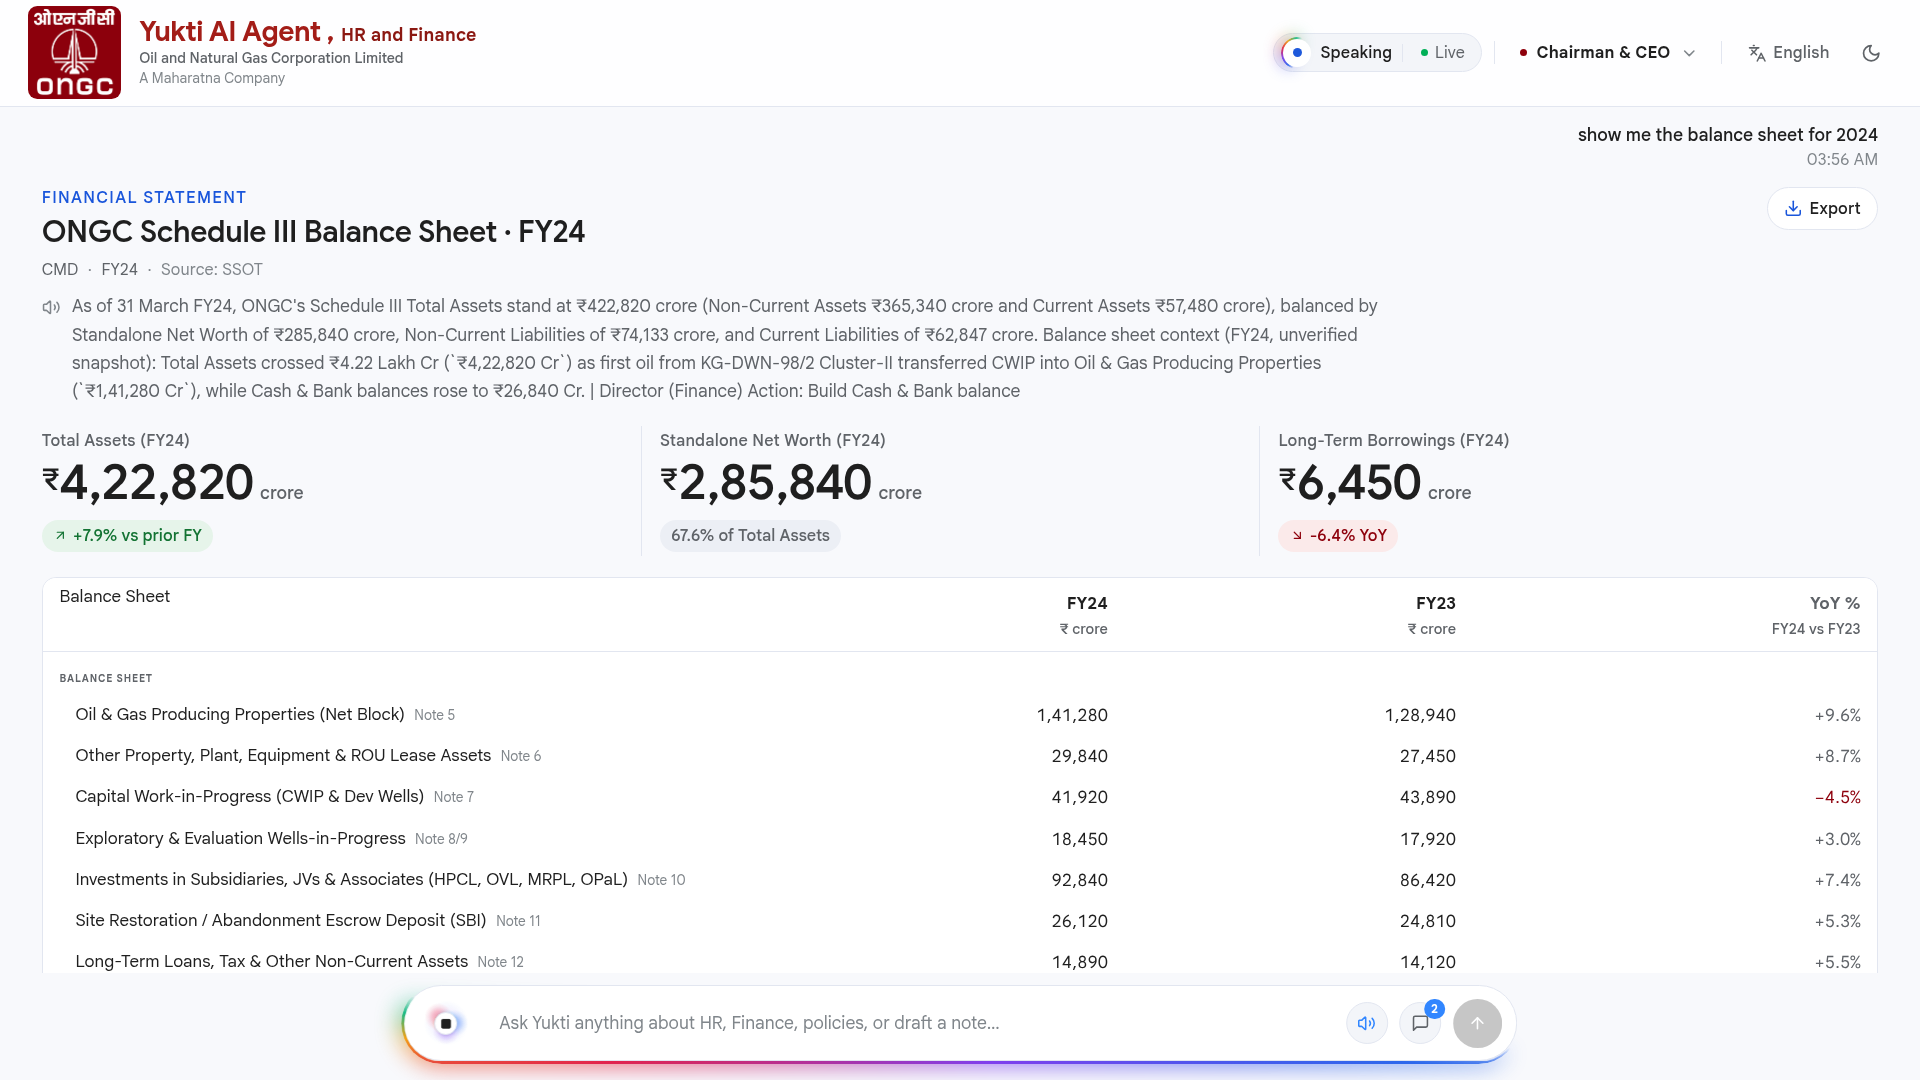 ओएनजीसी
ONGC
Yukti AI Agent , HR and Finance
Oil and Natural Gas Corporation Limited
A Maharatna Company
Speaking
Live
Chairman & CEO
English
show me the balance sheet for 2024
03:56 AM
FINANCIAL STATEMENT
ONGC Schedule III Balance Sheet · FY24
Export
CMD · FY24 · Source: SSOT
As of 31 March FY24, ONGC's Schedule III Total Assets stand at ₹422,820 crore (Non-Current Assets ₹365,340 crore and Current Assets ₹57,480 crore), balanced by
Standalone Net Worth of ₹285,840 crore, Non-Current Liabilities of ₹74,133 crore, and Current Liabilities of ₹62,847 crore. Balance sheet context (FY24, unverified
snapshot): Total Assets crossed ₹4.22 Lakh Cr (`₹4,22,820 Cr`) as first oil from KG-DWN-98/2 Cluster-II transferred CWIP into Oil & Gas Producing Properties
(`₹1,41,280 Cr`), while Cash & Bank balances rose to ₹26,840 Cr. | Director (Finance) Action: Build Cash & Bank balance
Total Assets (FY24)
₹4,22,820 crore
+7.9% vs prior FY
Standalone Net Worth (FY24)
₹2,85,840 crore
67.6% of Total Assets
Long-Term Borrowings (FY24)
₹6,450 crore
-6.4% YoY
Balance Sheet FY24 FY23 YoY %
₹ crore ₹ crore FY24 vs FY23
BALANCE SHEET
Oil & Gas Producing Properties (Net Block) Note 5 1,41,280 1,28,940 +9.6%
Other Property, Plant, Equipment & ROU Lease Assets Note 6 29,840 27,450 +8.7%
Capital Work-in-Progress (CWIP & Dev Wells) Note 7 41,920 43,890 −4.5%
Exploratory & Evaluation Wells-in-Progress Note 8/9 18,450 17,920 +3.0%
Investments in Subsidiaries, JVs & Associates (HPCL, OVL, MRPL, OPaL) Note 10 92,840 86,420 +7.4%
Site Restoration / Abandonment Escrow Deposit (SBI) Note 11 26,120 24,810 +5.3%
Long-Term Loans, Tax & Other Non-Current Assets Note 12 14,890 14,120 +5.5%
Ask Yukti anything about HR, Finance, policies, or draft a note...
2